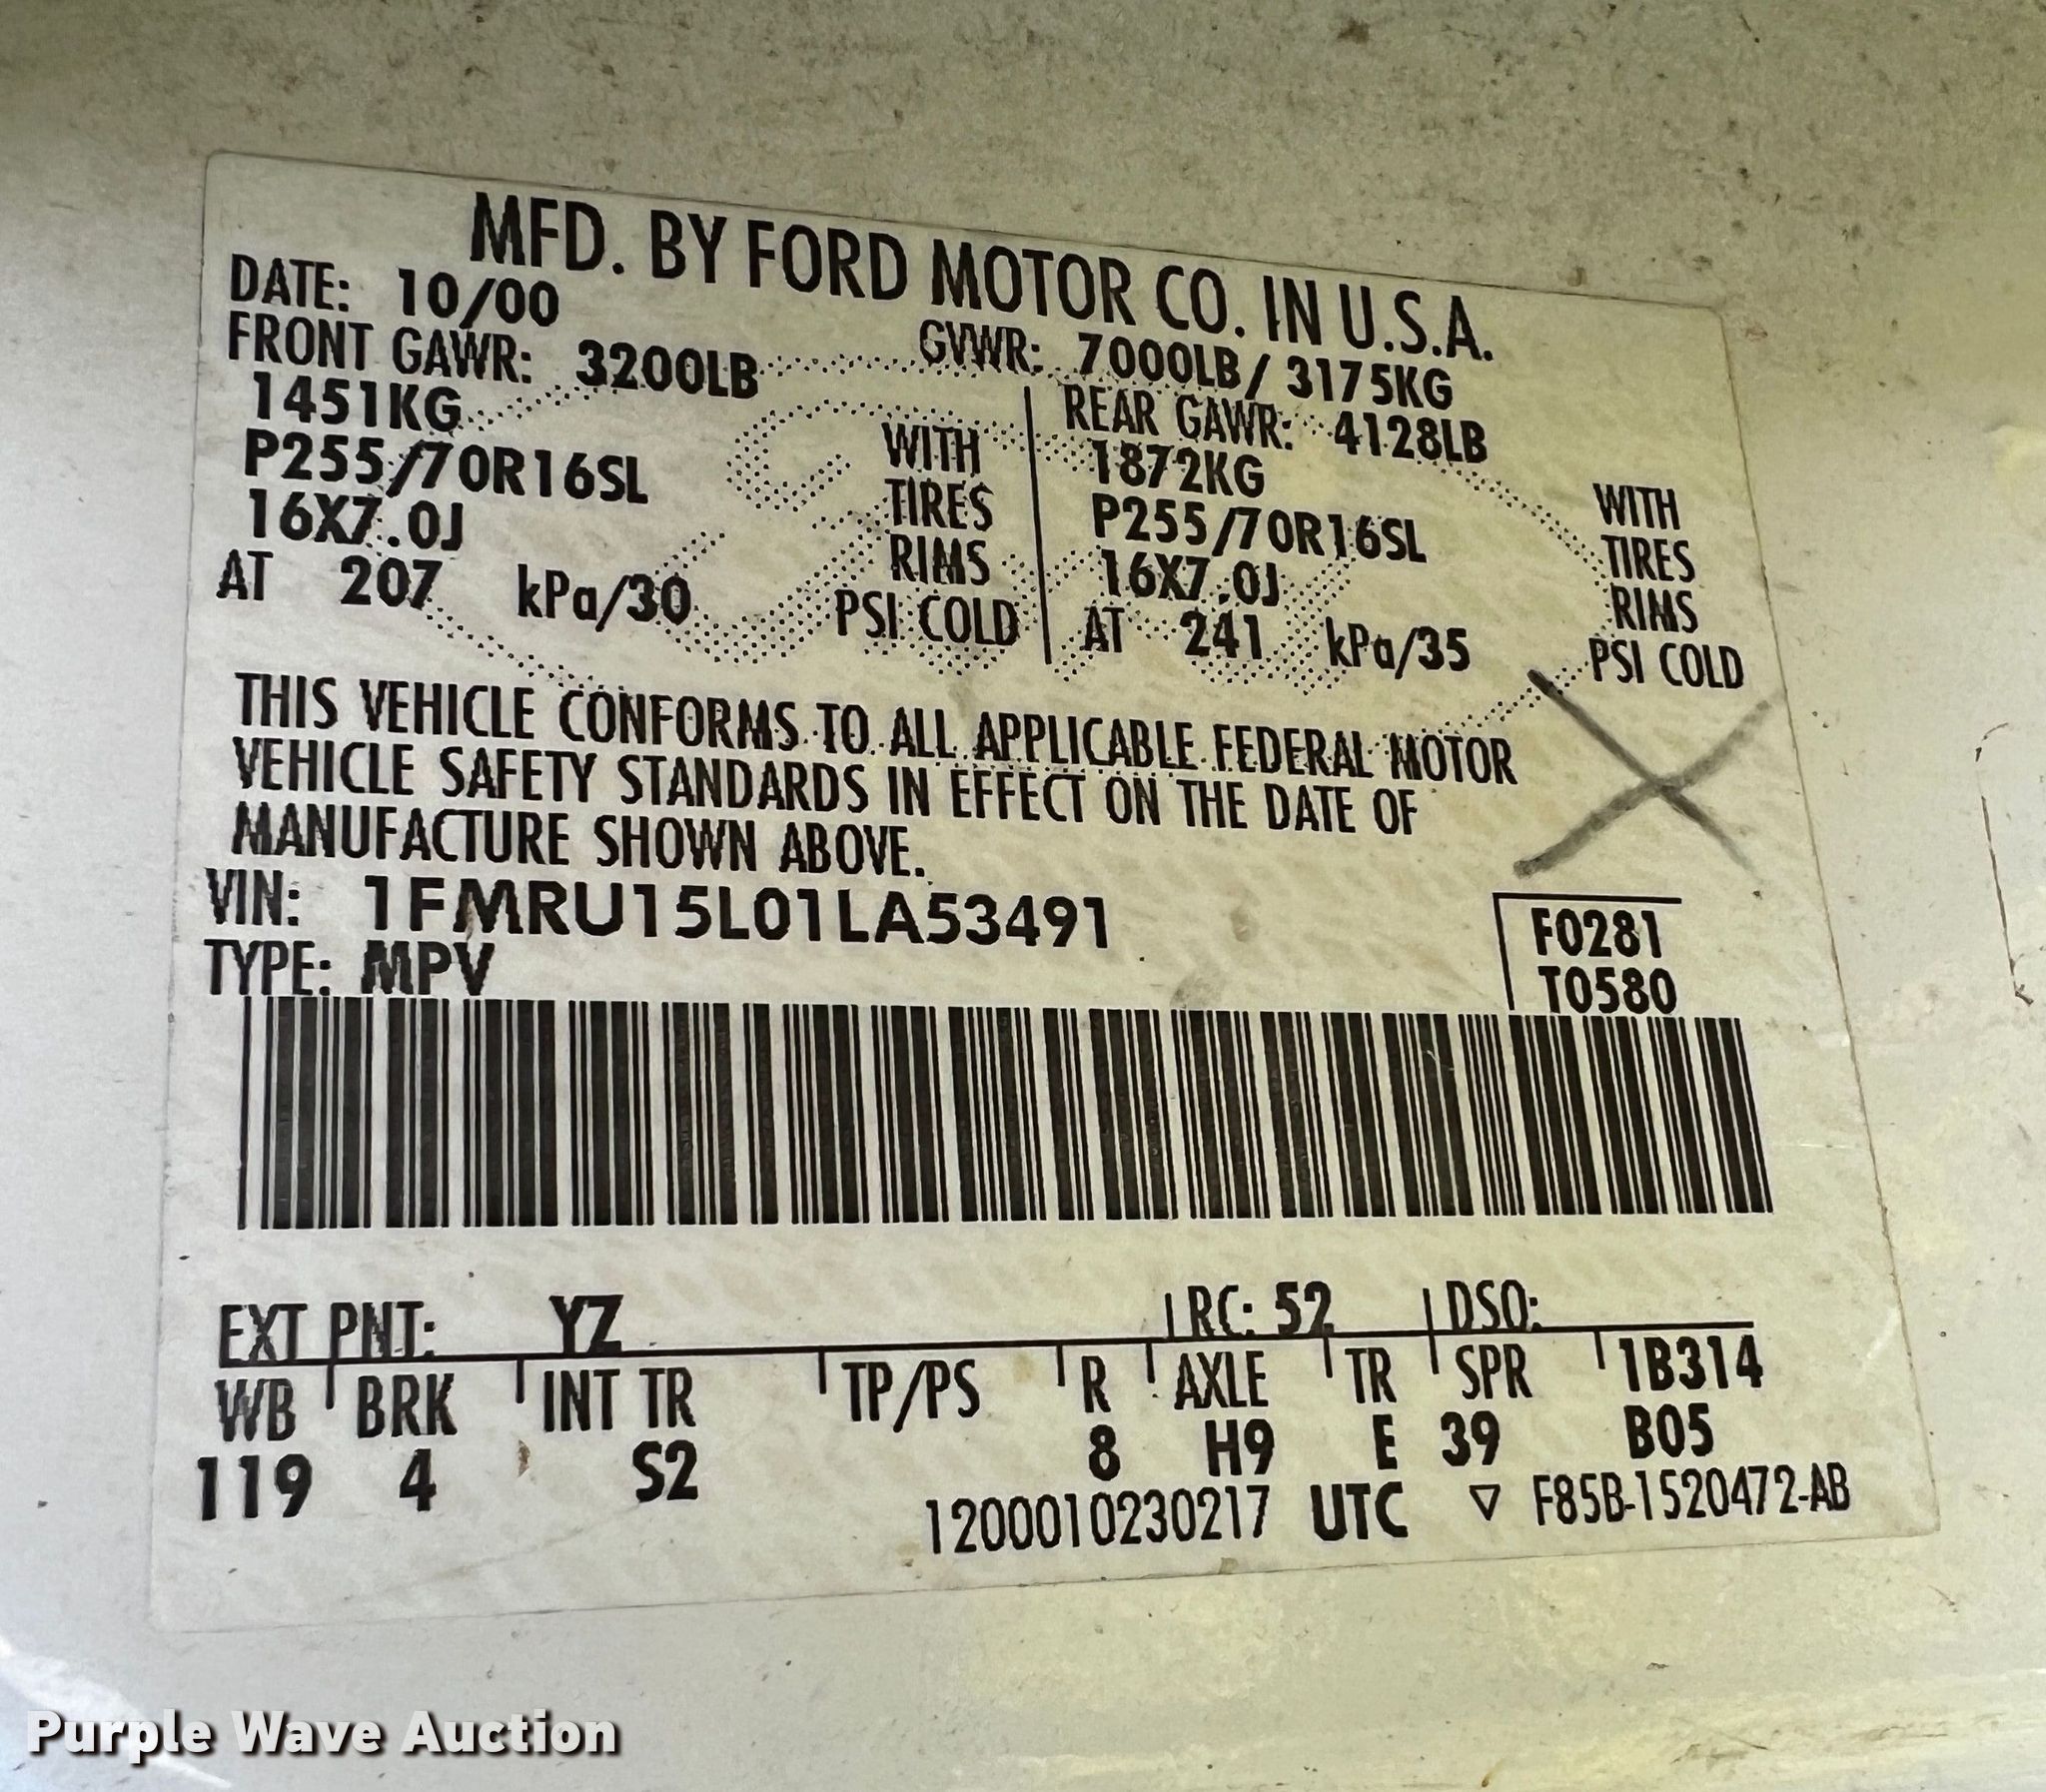 MFD. BY FORD MOTOR CO. IN U.S.A.
DATE: 10/00
GVWR: 7000LB/ 3175KG
FRONT GAWR: 3200LB
1451KG
P255/70R16SL
16X7.0J
AT 207 kPa/30
WITH
TIRES
RIMS
PSI COLD
REAR GAWR: 4128LB
1872KG
P255/70R16SL
16X7.0J
AT 241 kPa/35
WITH
TIRES
RIMS
PSI COLD
THIS VEHICLE CONFORMS TO ALL APPLICABLE FEDERAL MOTOR
VEHICLE SAFETY STANDARDS IN EFFECT ON THE DATE OF
MANUFACTURE SHOWN ABOVE.
VIN: 1FMRU15L01LA53491
TYPE: MPV
F0281
T0580
EXT PNT: YZ RC: 52 DSO:
WB BRK INT TR TP/PS R AXLE TR SPR 1B314
119 4 S2 8 H9 E 39 B05
1200010230217 UTC ▽ F85B-1520472-AB
Purple Wave Auction